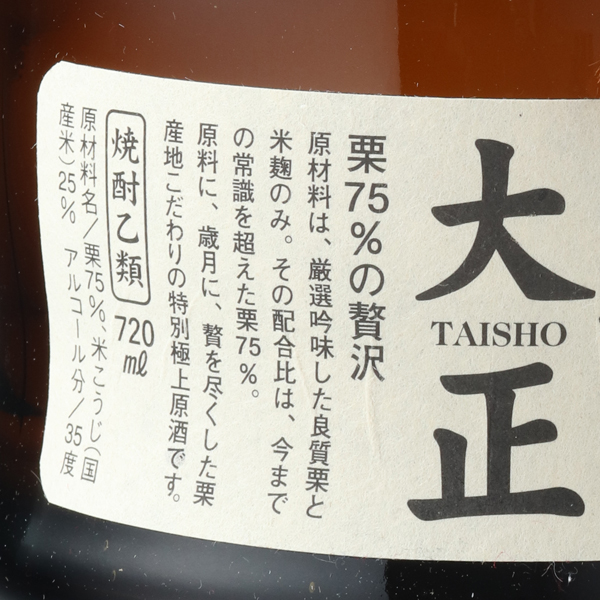 大正
TAISHO
栗75%の贅沢
原材料は、厳選吟味した良質栗と
米麹のみ。その配合比は、今まで
の常識を超えた栗75%。
原料に、歳月に、贅を尽くした栗
産地こだわりの特別極上原酒です。
焼酎乙類
720ml
原材料名/栗75%、米こうじ(国
産米)25% アルコール分/35度